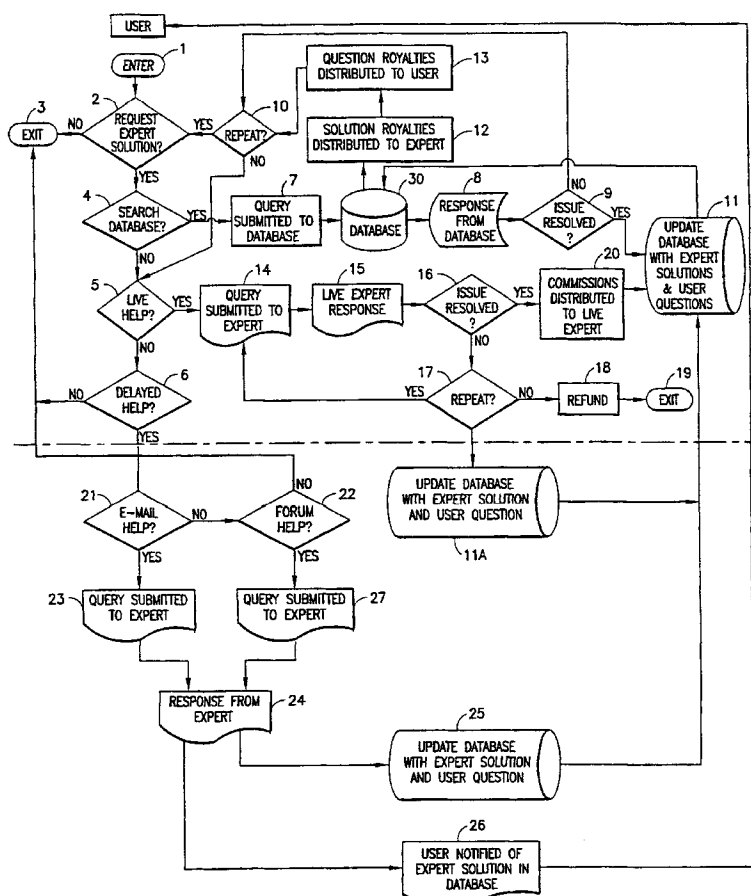 USER
1
ENTER
2
3
EXIT
NO
REQUEST
EXPERT
SOLUTION?
YES
YES
10
REPEAT?
NO
QUESTION ROYALTIES
DISTRIBUTED TO USER
13
SOLUTION ROYALTIES
DISTRIBUTED TO EXPERT
12
4
SEARCH
DATABASE?
YES
NO
7
QUERY
SUBMITTED TO
DATABASE
30
DATABASE
8
RESPONSE
FROM
DATABASE
NO
9
ISSUE
RESOLVED
?
YES
11
UPDATE
DATABASE
WITH EXPERT
SOLUTIONS
& USER
QUESTIONS
5
LIVE
HELP?
YES
NO
14
QUERY
SUBMITTED TO
EXPERT
15
LIVE EXPERT
RESPONSE
16
ISSUE
RESOLVED
?
YES
NO
20
COMMISSIONS
DISTRIBUTED
TO LIVE
EXPERT
6
NO
DELAYED
HELP?
YES
YES
17
REPEAT?
NO
18
REFUND
19
EXIT
21
E-MAIL
HELP?
NO
YES
NO
22
FORUM
HELP?
YES
UPDATE DATABASE
WITH EXPERT SOLUTION
AND USER QUESTION
11A
23
QUERY SUBMITTED
TO EXPERT
QUERY SUBMITTED
TO EXPERT
27
RESPONSE FROM
EXPERT
24
25
UPDATE DATABASE
WITH EXPERT SOLUTION
AND USER QUESTION
26
USER NOTIFIED OF
EXPERT SOLUTION IN
DATABASE